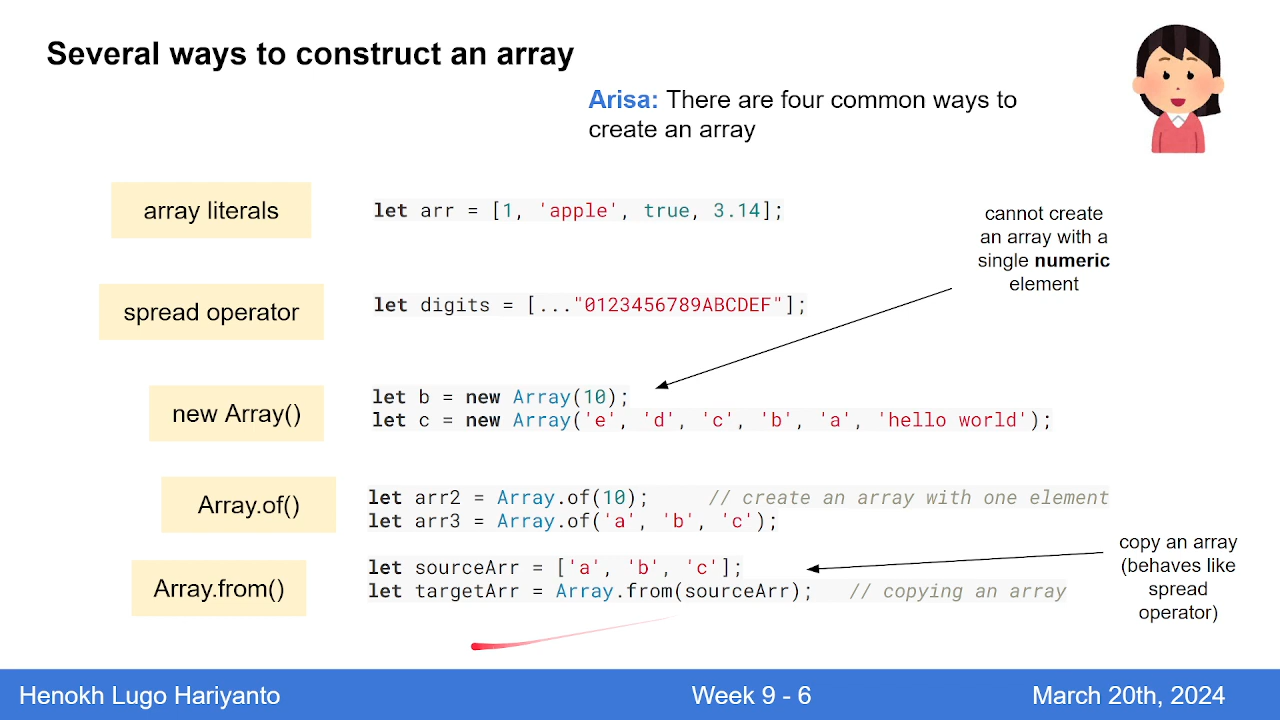 Several ways to construct an array
Arisa: There are four common ways to
create an array
array literals
let arr = [1, 'apple', true, 3.14];
cannot create
an array with a
single numeric
element
spread operator
let digits = [..."0123456789ABCDEF"];
new Array()
let b = new Array(10);
let c = new Array('e', 'd', 'c', 'b', 'a', 'hello world');
Array.of()
let arr2 = Array.of(10);     // create an array with one element
let arr3 = Array.of('a', 'b', 'c');
Array.from()
let sourceArr = ['a', 'b', 'c'];
let targetArr = Array.from(sourceArr);   // copying an array
copy an array
(behaves like
spread
operator)
Henokh Lugo Hariyanto
Week 9 - 6
March 20th, 2024